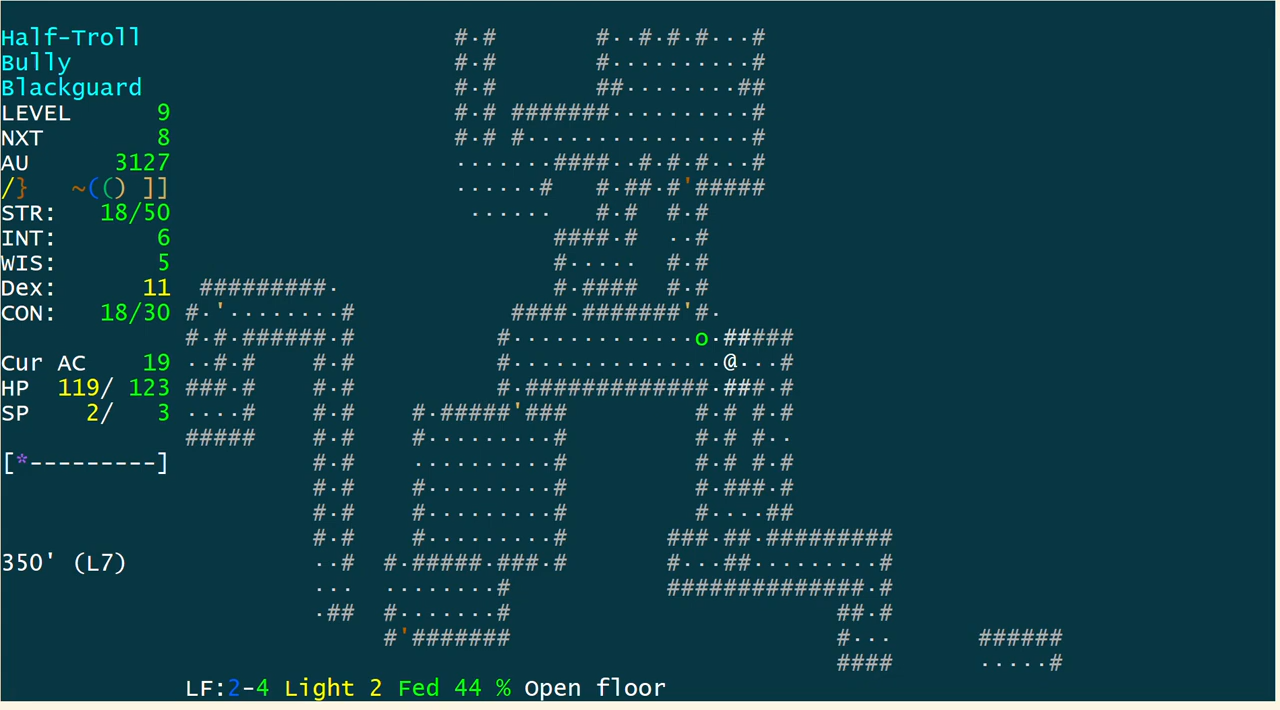 Half-Troll
Bully
Blackguard
LEVEL 9
NXT 8
AU 3127
/} ~(() ]]
STR: 18/50
INT: 6
WIS: 5
Dex: 11
CON: 18/30
Cur AC 19
HP 119/ 123
SP 2/ 3
[*---------]
350' (L7)
LF:2-4 Light 2 Fed 44 % Open floor